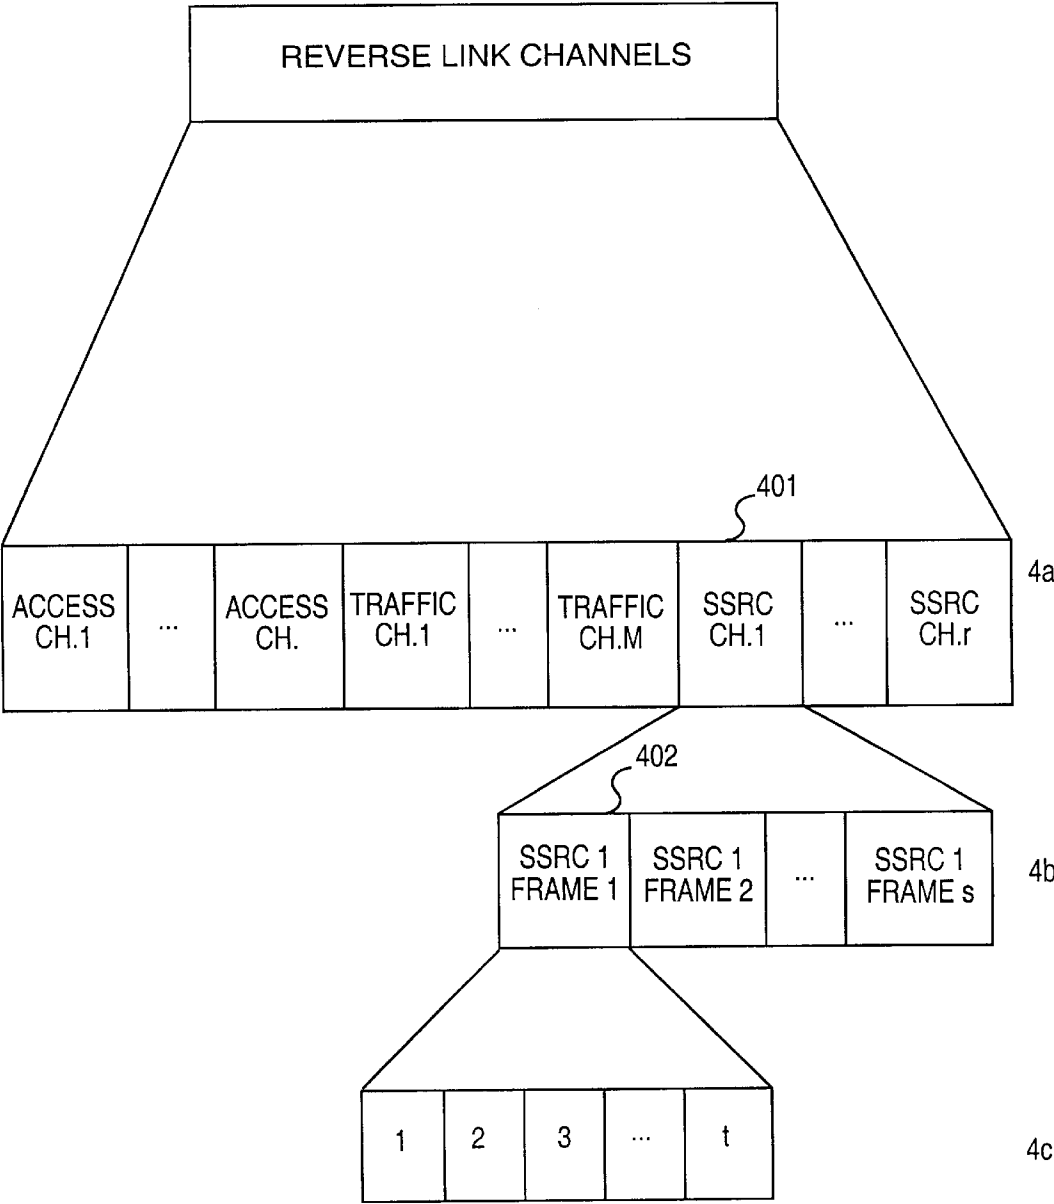 REVERSE LINK CHANNELS
401
4a
ACCESS
CH.1
...
ACCESS
CH.
TRAFFIC
CH.1
...
TRAFFIC
CH.M
SSRC
CH.1
...
SSRC
CH.r
402
4b
SSRC 1
FRAME 1
SSRC 1
FRAME 2
...
SSRC 1
FRAME s
1
2
3
...
t
4c